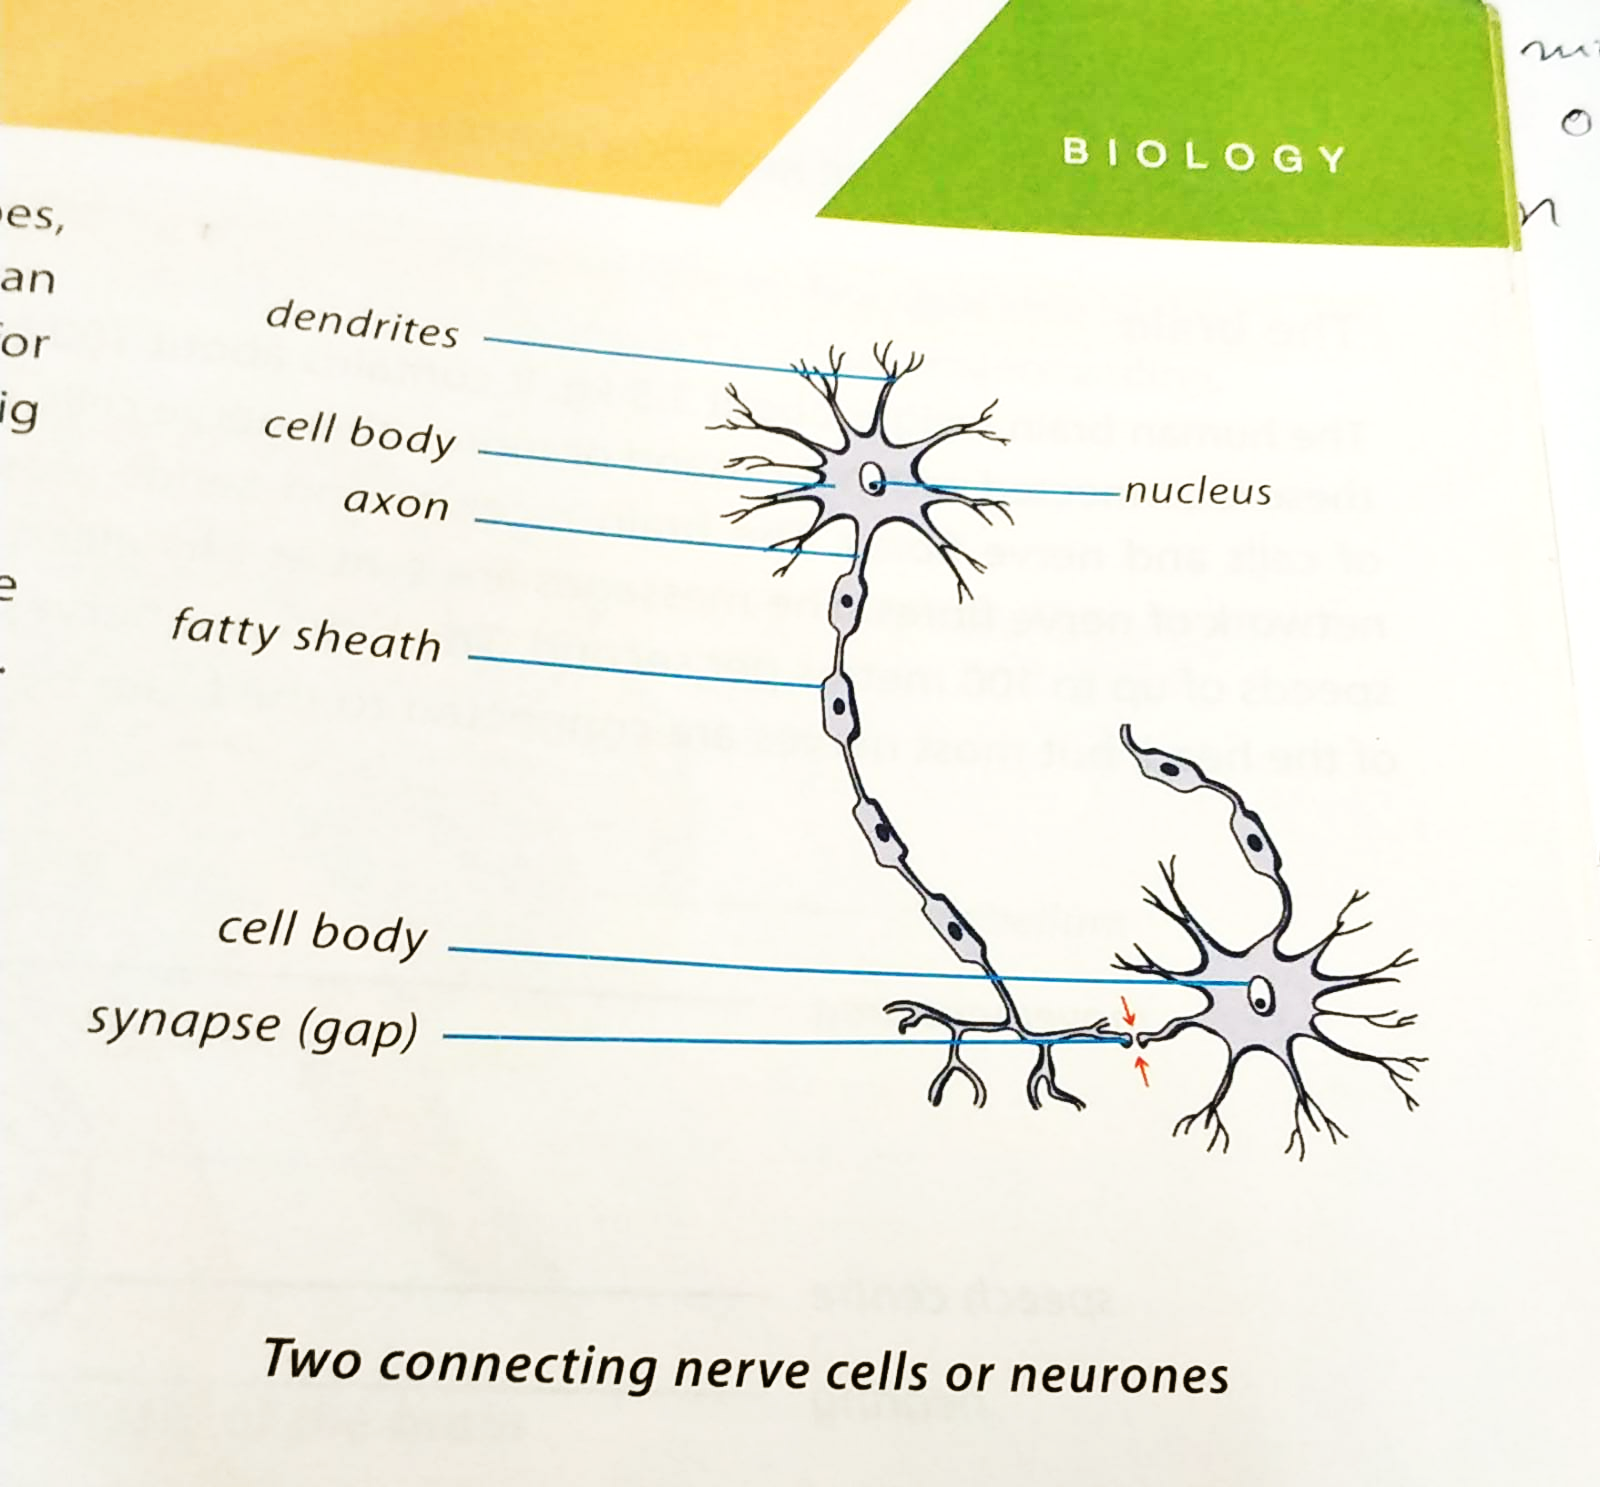 BIOLOGY
an
or
ig
dendrites
cell body
nucleus
axon
fatty sheath
cell body
synapse (gap)
Two connecting nerve cells or neurones